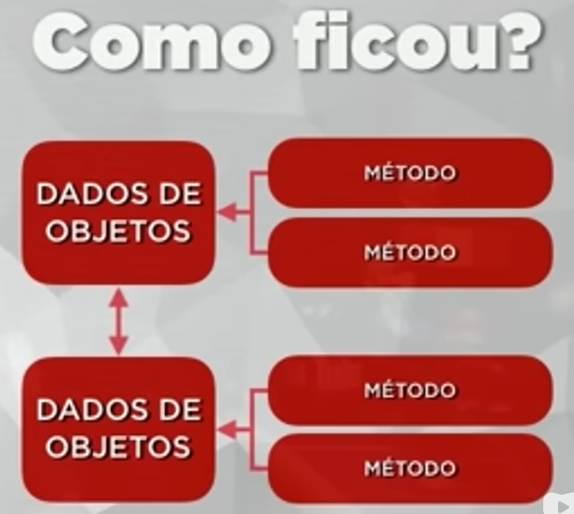 Como ficou?
DADOS DE
OBJETOS
MÉTODO
MÉTODO
DADOS DE
OBJETOS
MÉTODO
MÉTODO